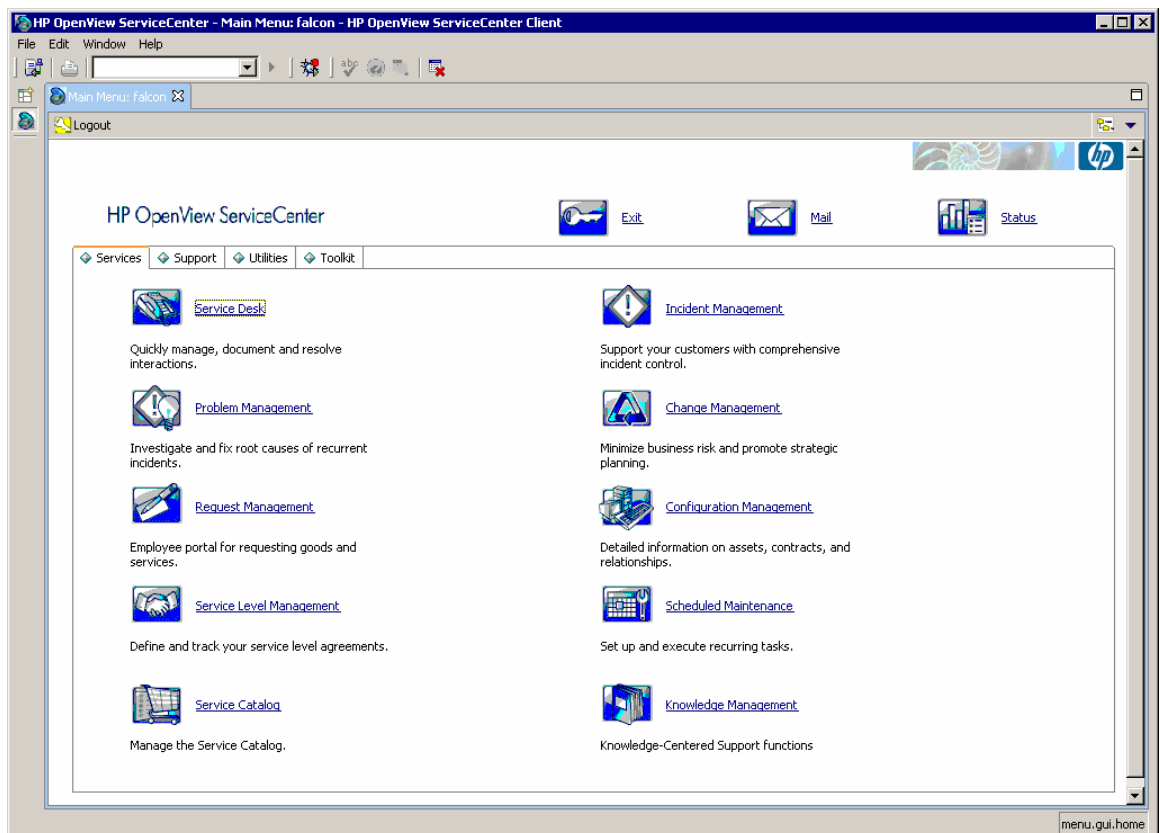 HP OpenView ServiceCenter - Main Menu: falcon - HP OpenView ServiceCenter Client
File Edit Window Help
abc
Main Menu: falcon
Logout
hp
HP OpenView ServiceCenter
Exit
Mail
Status
Services Support Utilities Toolkit
Service Desk
Quickly manage, document and resolve
interactions.
Incident Management
Support your customers with comprehensive
incident control.
Problem Management
Investigate and fix root causes of recurrent
incidents.
Change Management
Minimize business risk and promote strategic
planning.
Request Management
Employee portal for requesting goods and
services.
Configuration Management
Detailed information on assets, contracts, and
relationships.
Service Level Management
Define and track your service level agreements.
Scheduled Maintenance
Set up and execute recurring tasks.
Service Catalog
Manage the Service Catalog.
Knowledge Management
Knowledge-Centered Support functions
menu.gui.home